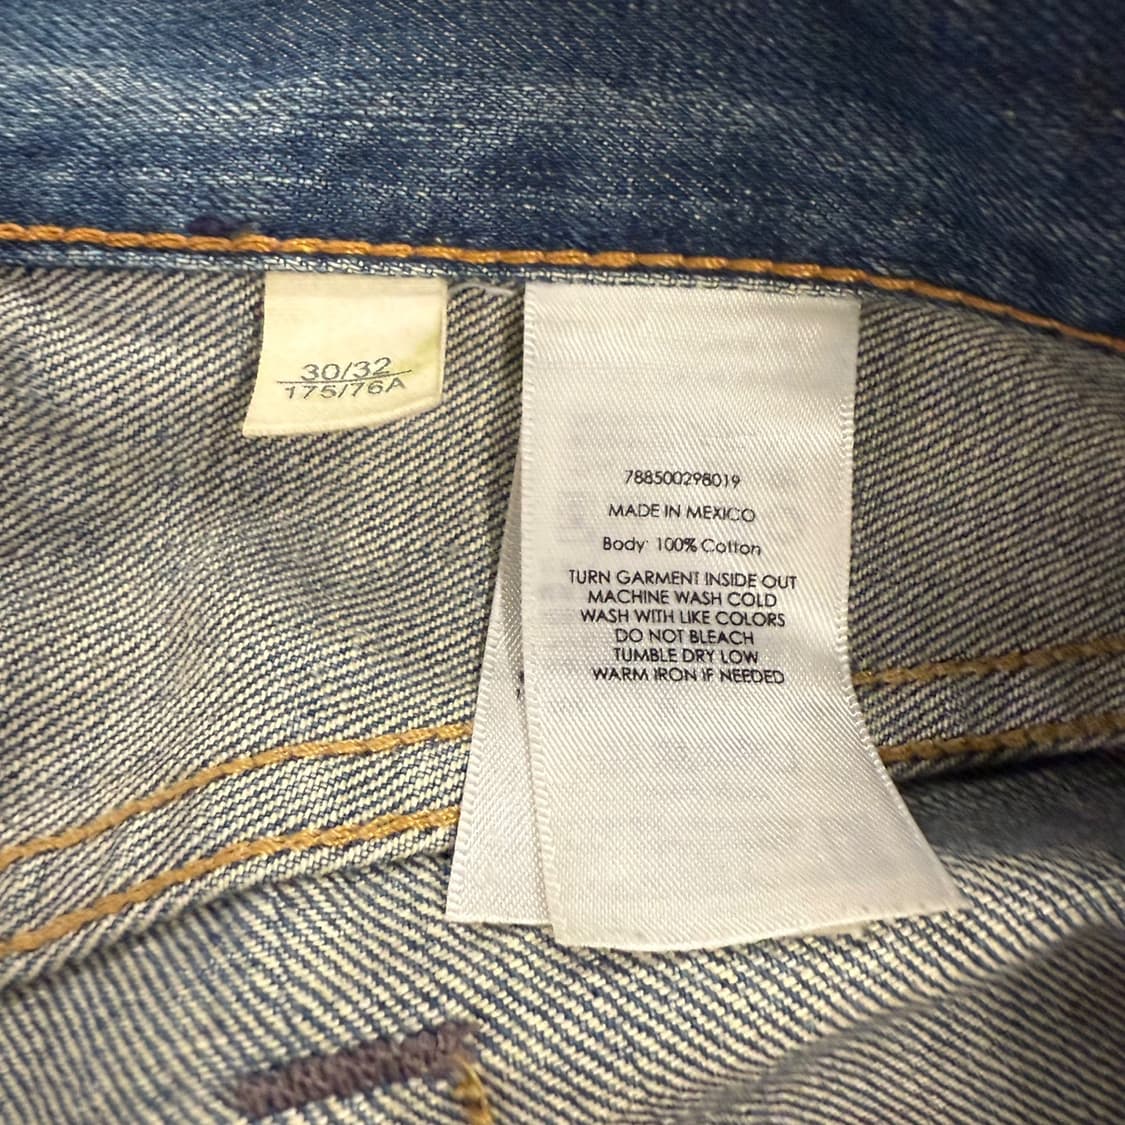 30/32
175/76A
788500298019
MADE IN MEXICO
Body: 100% Cotton
TURN GARMENT INSIDE OUT
MACHINE WASH COLD
WASH WITH LIKE COLORS
DO NOT BLEACH
TUMBLE DRY LOW
WARM IRON IF NEEDED